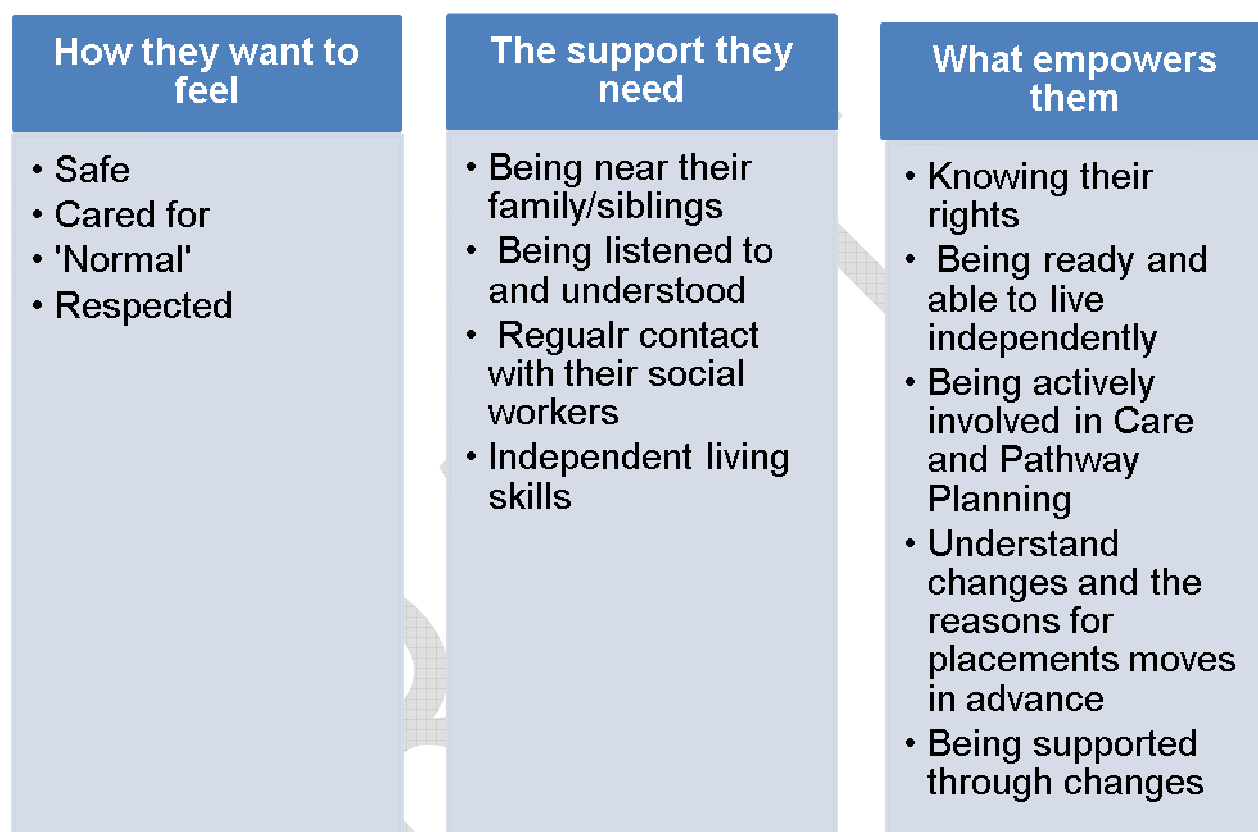 How they want to
feel
• Safe
• Cared for
• 'Normal'
• Respected
The support they
need
• Being near their
family/siblings
• Being listened to
and understood
• Regualr contact
with their social
workers
• Independent living
skills
What empowers
them
• Knowing their
rights
• Being ready and
able to live
independently
• Being actively
involved in Care
and Pathway
Planning
• Understand
changes and the
reasons for
placements moves
in advance
• Being supported
through changes